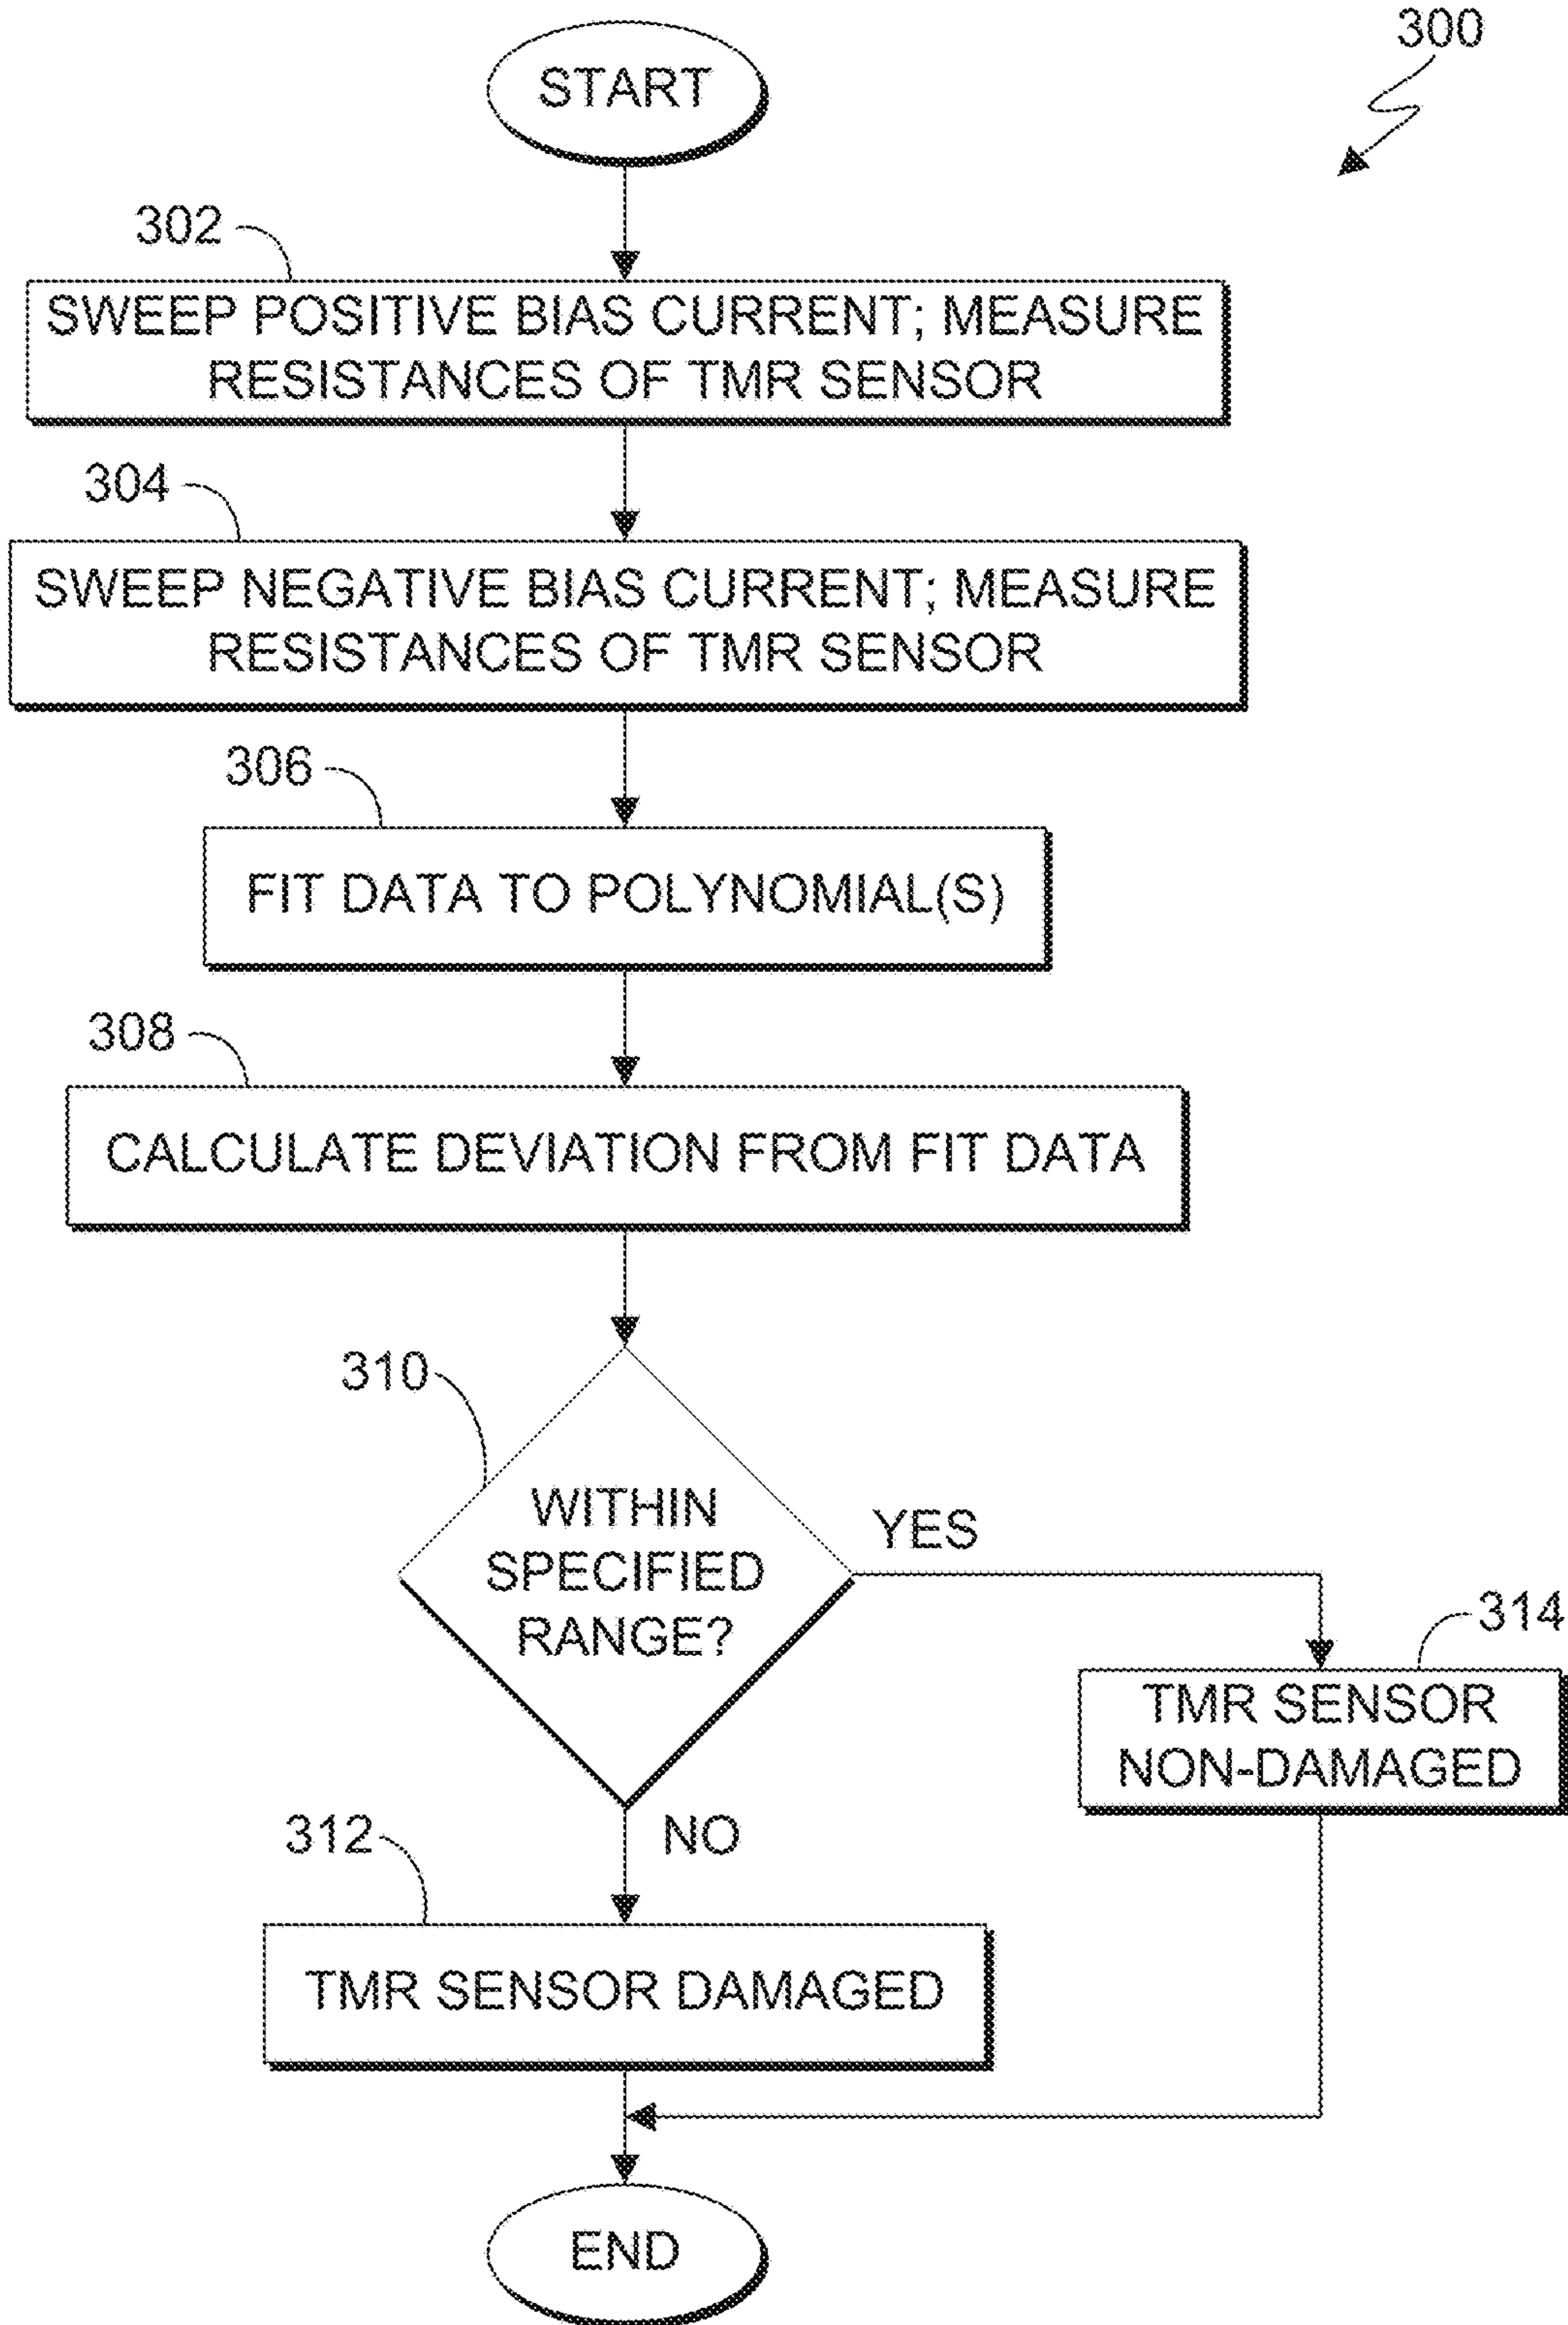 300
START
302
SWEEP POSITIVE BIAS CURRENT; MEASURE
RESISTANCES OF TMR SENSOR
304
SWEEP NEGATIVE BIAS CURRENT; MEASURE
RESISTANCES OF TMR SENSOR
306
FIT DATA TO POLYNOMIAL(S)
308
CALCULATE DEVIATION FROM FIT DATA
310
WITHIN
SPECIFIED
RANGE?
YES
314
TMR SENSOR
NON-DAMAGED
NO
312
TMR SENSOR DAMAGED
END